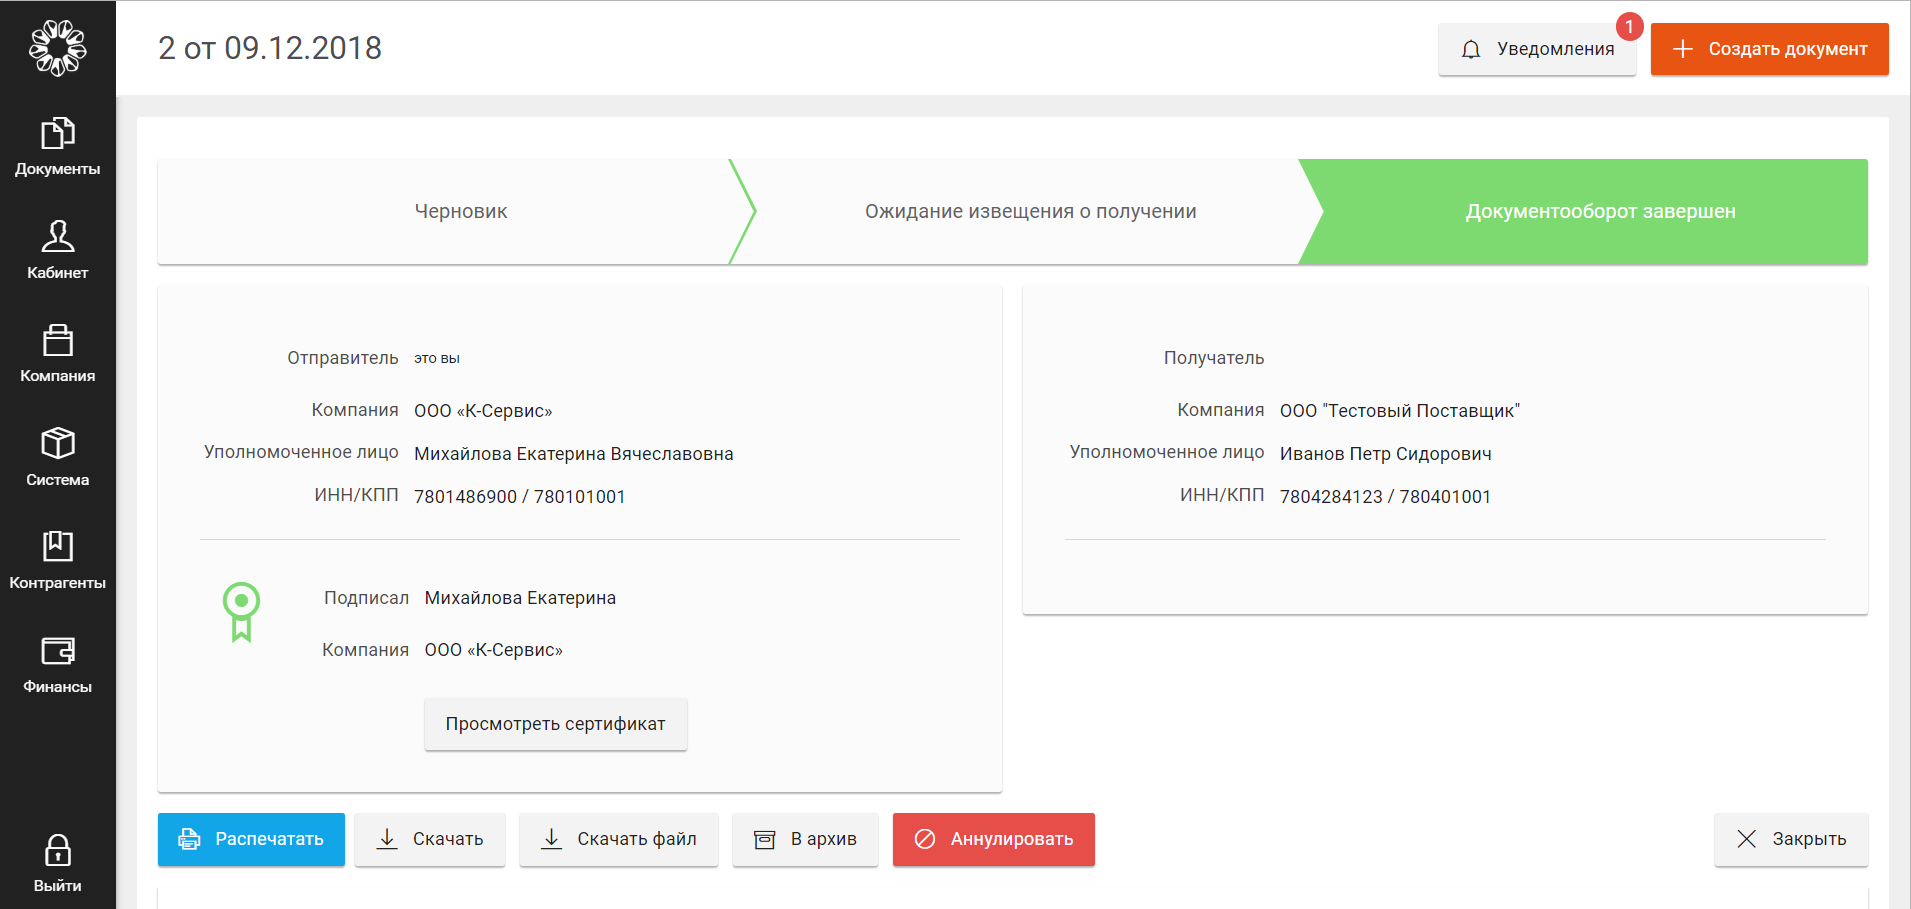 2 от 09.12.2018
Уведомления
1
Создать документ
Документы
Кабинет
Компания
Система
Контрагенты
Финансы
Выйти
Черновик
Ожидание извещения о получении
Документооборот завершен
Отправитель это вы
Компания ООО «К-Сервис»
Уполномоченное лицо Михайлова Екатерина Вячеславовна
ИНН/КПП 7801486900 / 780101001
Подписал Михайлова Екатерина
Компания ООО «К-Сервис»
Просмотреть сертификат
Получатель
Компания ООО "Тестовый Поставщик"
Уполномоченное лицо Иванов Петр Сидорович
ИНН/КПП 7804284123 / 780401001
Распечатать
Скачать
Скачать файл
В архив
Аннулировать
Закрыть